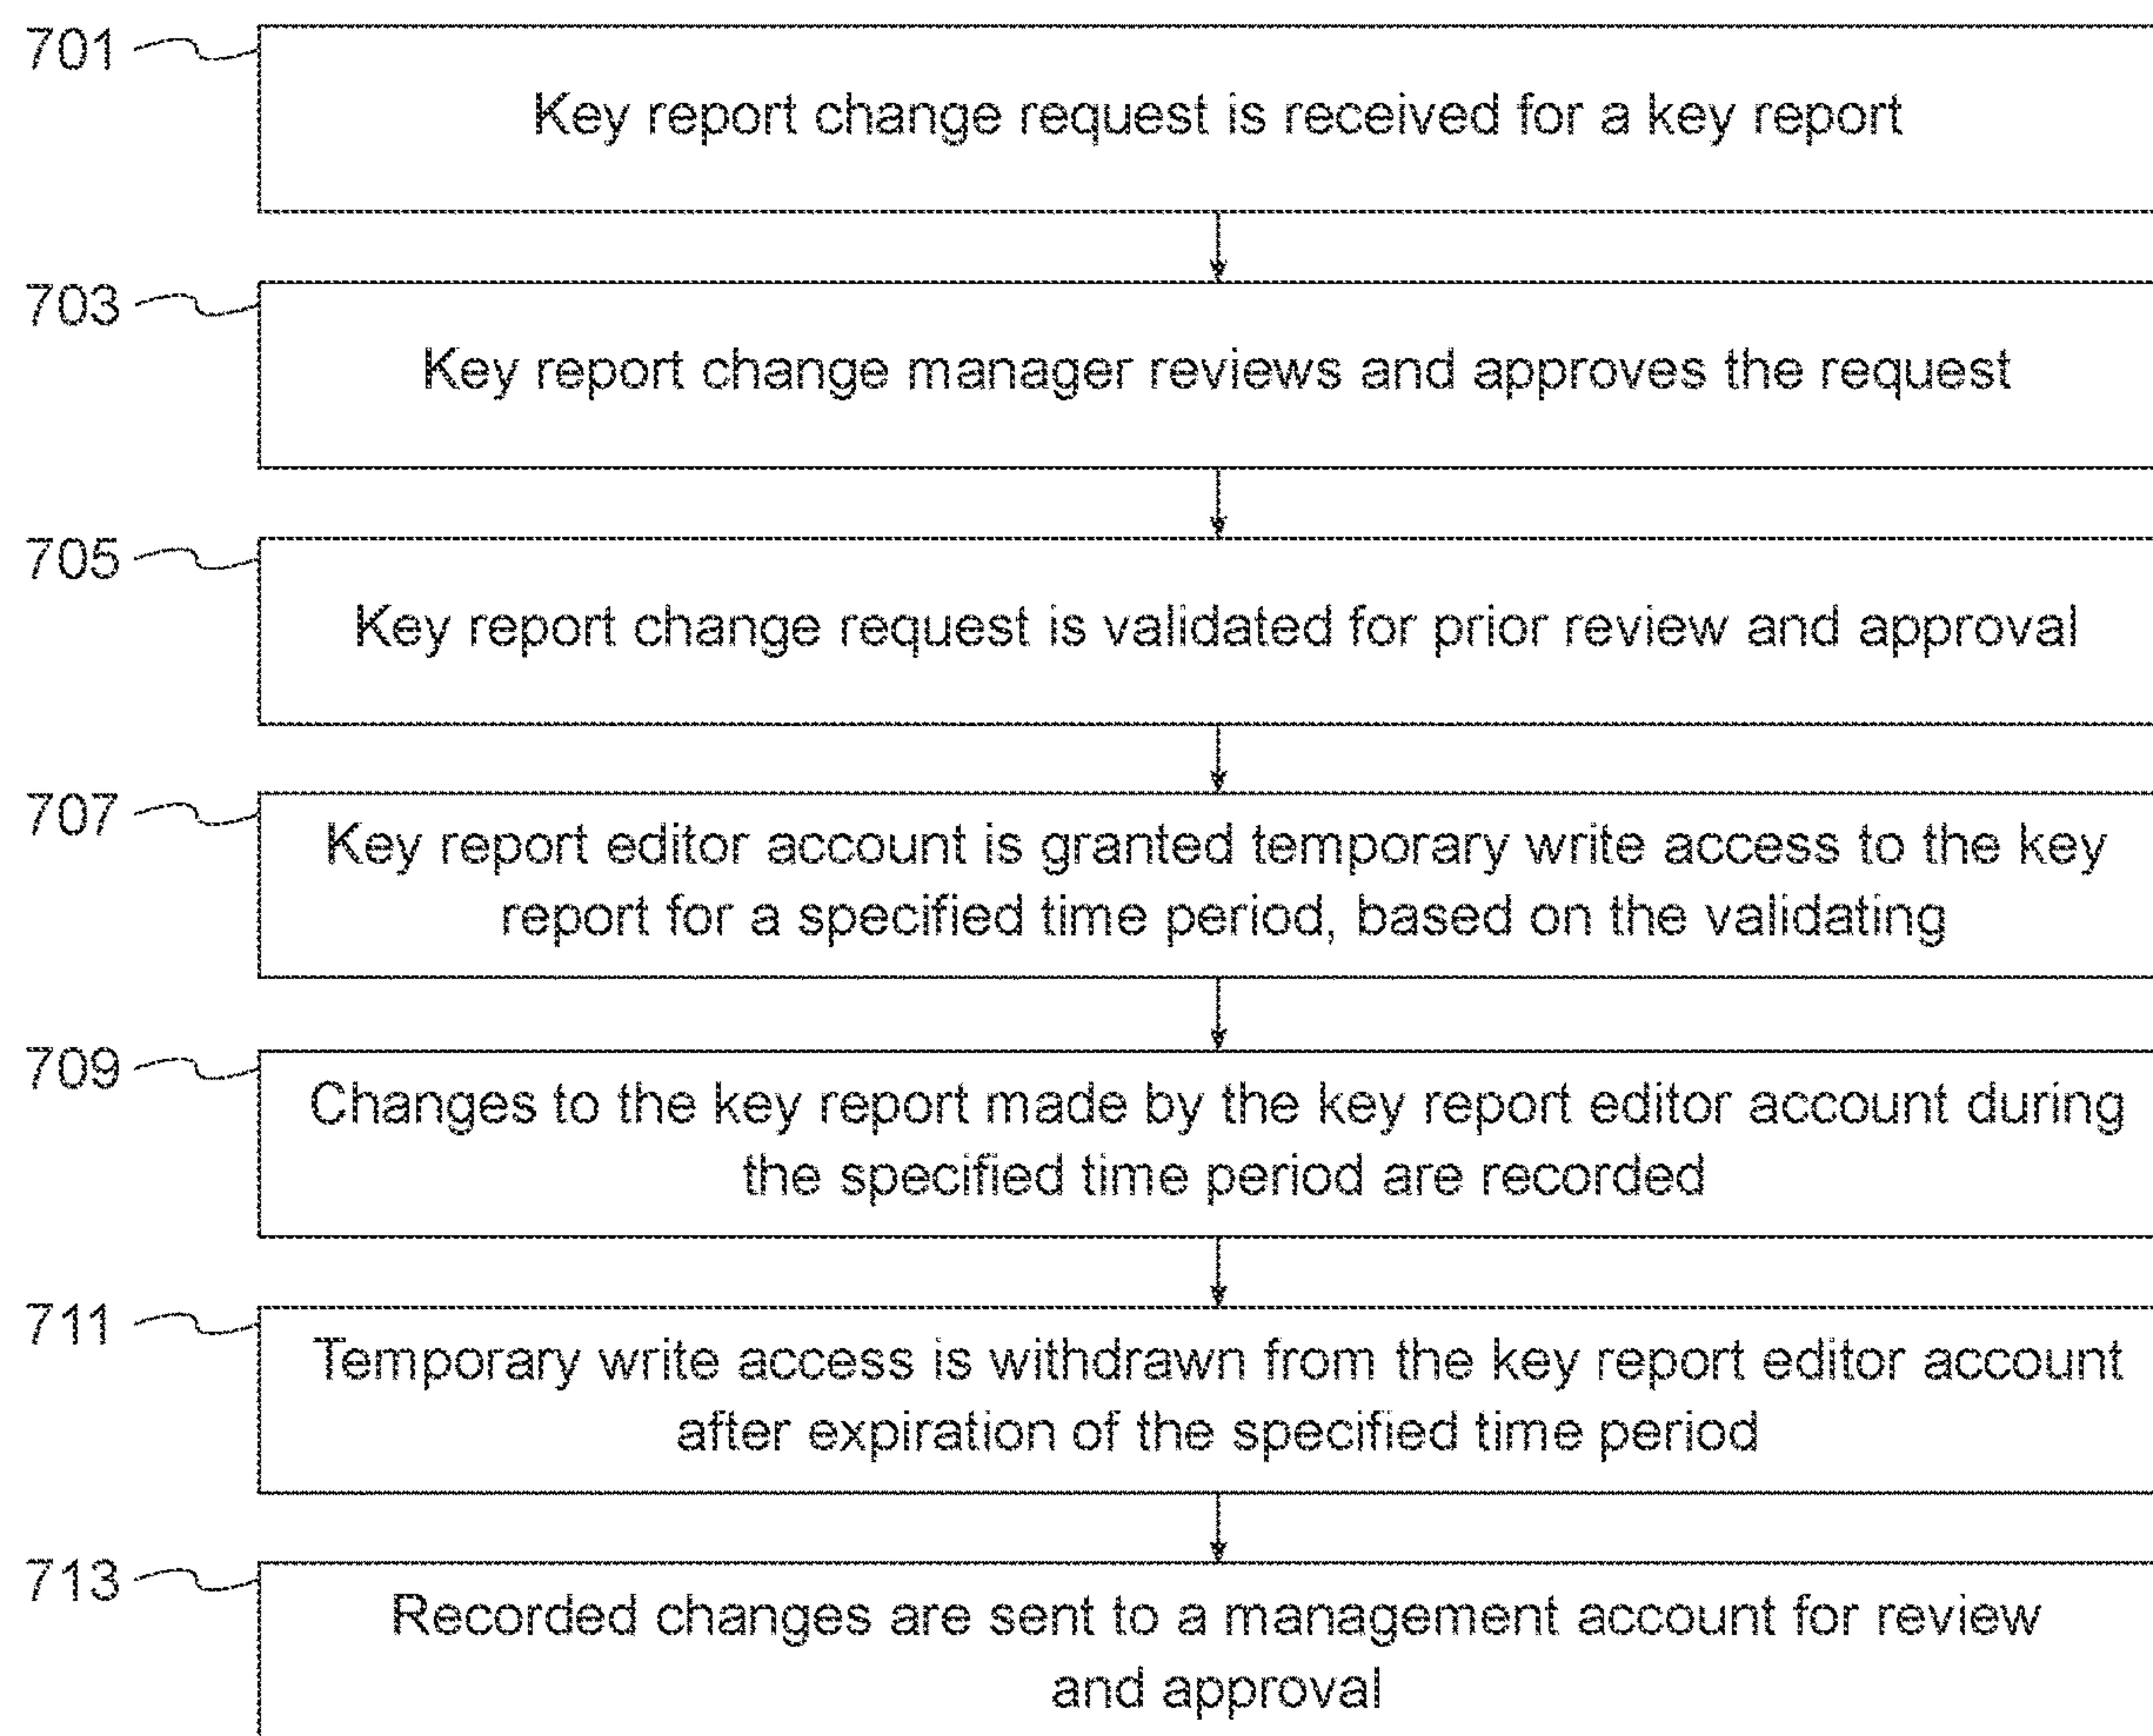 701
Key report change request is received for a key report
703
Key report change manager reviews and approves the request
705
Key report change request is validated for prior review and approval
707
Key report editor account is granted temporary write access to the key
report for a specified time period, based on the validating
709
Changes to the key report made by the key report editor account during
the specified time period are recorded
711
Temporary write access is withdrawn from the key report editor account
after expiration of the specified time period
713
Recorded changes are sent to a management account for review
and approval